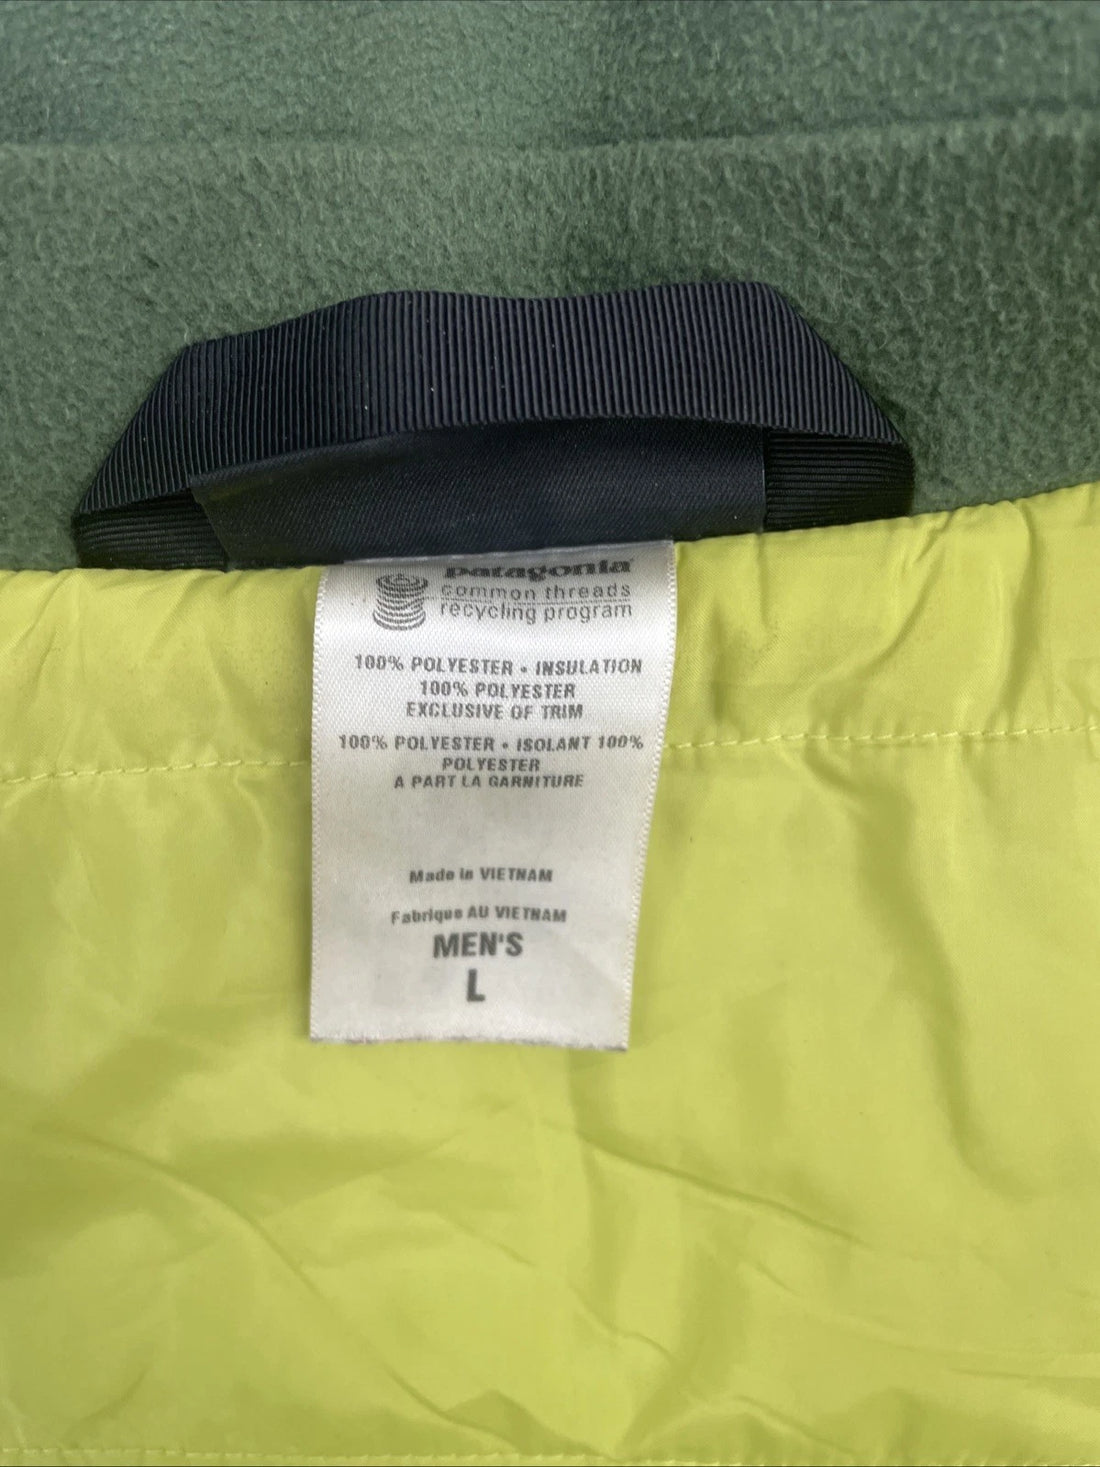 patagonia
common threads
recycling program
100% POLYESTER • INSULATION
100% POLYESTER
EXCLUSIVE OF TRIM
100% POLYESTER • ISOLANT 100%
POLYESTER
A PART LA GARNITURE
Made in VIETNAM
Fabrique AU VIETNAM
MEN'S
L